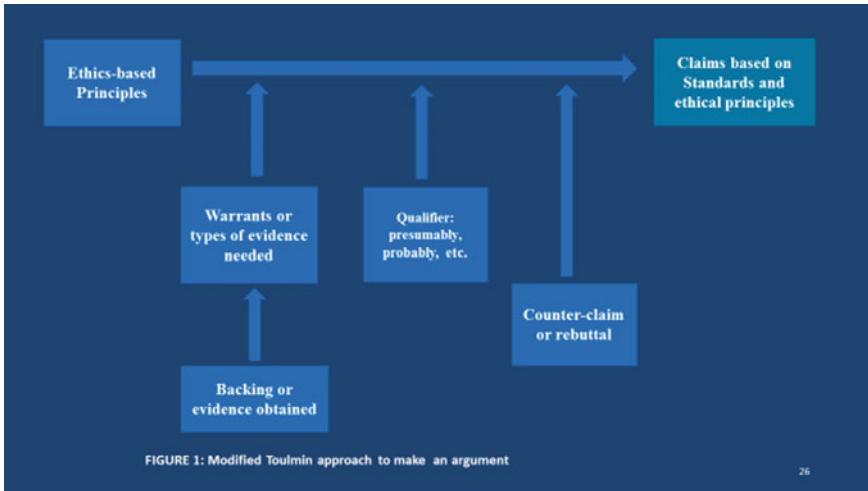 Ethics-based
Principles
Claims based on
Standards and
ethical principles
Warrants or
types of evidence
needed
Qualifier:
presumably,
probably, etc.
Counter-claim
or rebuttal
Backing or
evidence obtained
FIGURE 1: Modified Toulmin approach to make an argument
26